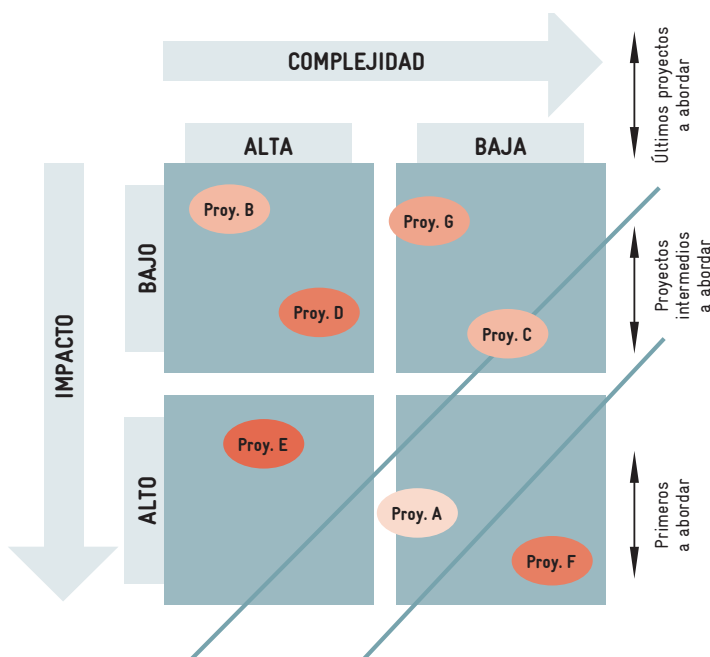 COMPLEJIDAD
Últimos proyectos
a abordar
ALTA
BAJA
IMPACTO
BAJO
Proy. B
Proy. G
Proy. D
Proy. C
Proyectos
intermedios
a abordar
ALTO
Proy. E
Proy. A
Proy. F
Primeros
a abordar